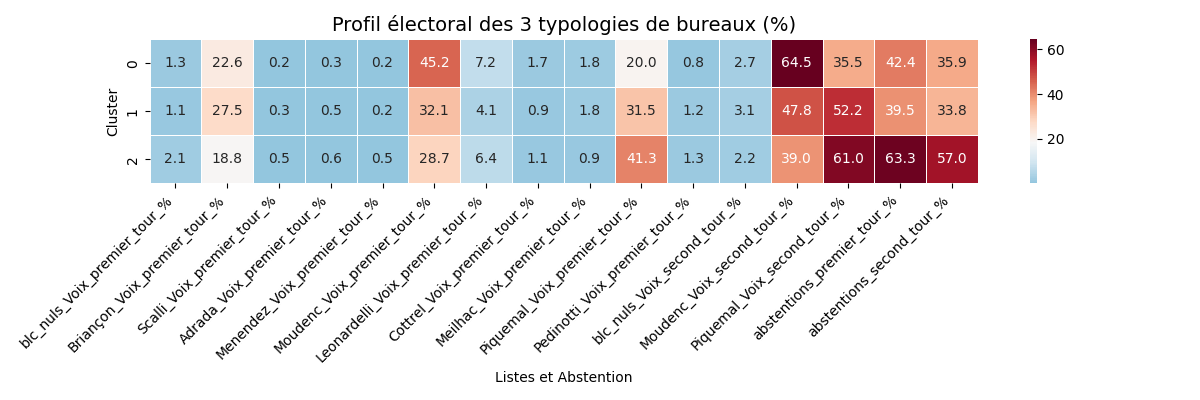 Profil électoral des 3 typologies de bureaux (%)
Cluster
0 1.3 22.6 0.2 0.3 0.2 45.2 7.2 1.7 1.8 20.0 0.8 2.7 64.5 35.5 42.4 35.9
1 1.1 27.5 0.3 0.5 0.2 32.1 4.1 0.9 1.8 31.5 1.2 3.1 47.8 52.2 39.5 33.8
2 2.1 18.8 0.5 0.6 0.5 28.7 6.4 1.1 0.9 41.3 1.3 2.2 39.0 61.0 63.3 57.0
blc_nuls_Voix_premier_tour_%
Briançon_Voix_premier_tour_%
Scalli_Voix_premier_tour_%
Adrada_Voix_premier_tour_%
Menendez_Voix_premier_tour_%
Moudenc_Voix_premier_tour_%
Leonardelli_Voix_premier_tour_%
Cottrel_Voix_premier_tour_%
Meilhac_Voix_premier_tour_%
Piquemal_Voix_premier_tour_%
Pedinotti_Voix_premier_tour_%
blc_nuls_Voix_second_tour_%
Moudenc_Voix_second_tour_%
Piquemal_Voix_second_tour_%
abstentions_premier_tour_%
abstentions_second_tour_%
Listes et Abstention
60
40
20